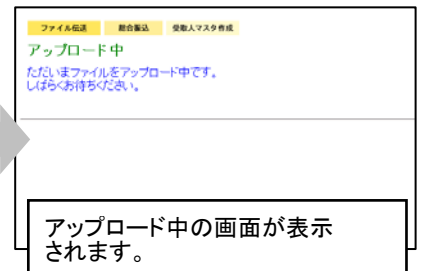 ファイル伝送 総合振込 受取人マスタ作成
アップロード中
ただいまファイルをアップロード中です。
しばらくお待ちください。
アップロード中の画面が表示
されます。